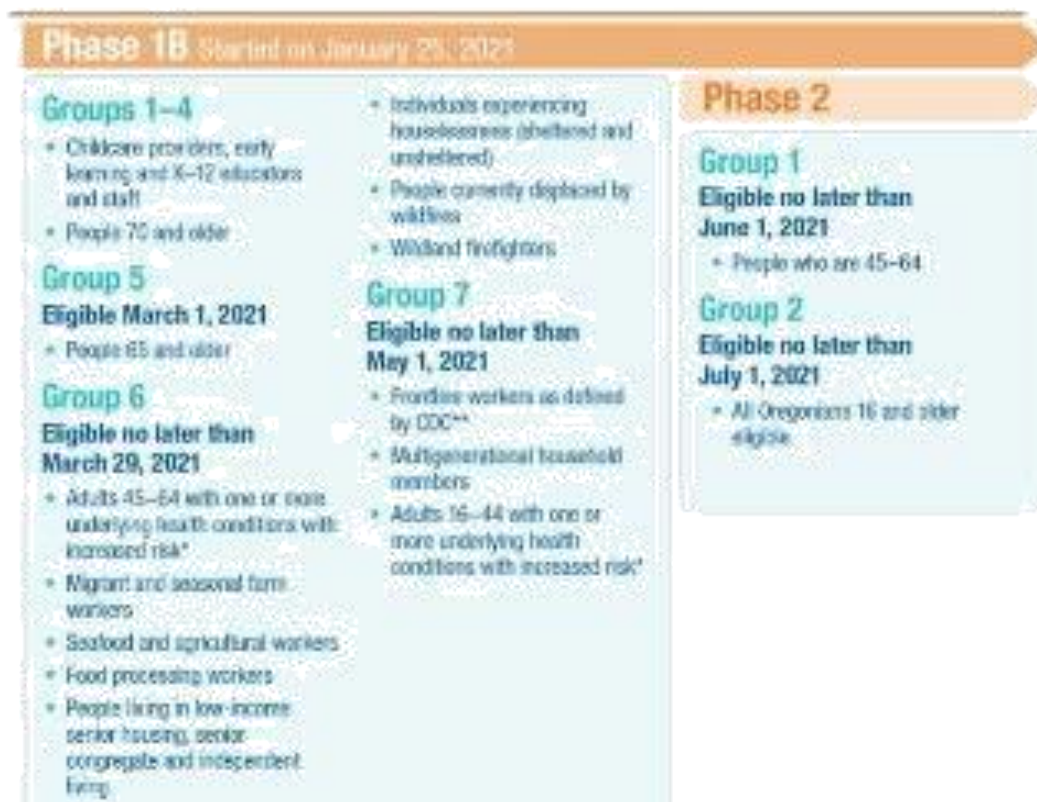 Phase 1B Started on January 25, 2021
Groups 1–4
• Childcare providers, early
learning and K–12 educators
and staff
• People 70 and older
Group 5
Eligible March 1, 2021
• People 65 and older
Group 6
Eligible no later than
March 29, 2021
• Adults 45–64 with one or more
underlying health conditions with
increased risk*
• Migrant and seasonal farm
workers
• Seafood and agricultural workers
• Food processing workers
• People living in low-income
senior housing, senior
congregate and independent
living
• Individuals experiencing
houselessness (sheltered and
unsheltered)
• People currently displaced by
wildfires
• Wildland firefighters
Group 7
Eligible no later than
May 1, 2021
• Frontline workers as defined
by CDC**
• Multigenerational household
members
• Adults 16–44 with one or
more underlying health
conditions with increased risk*
Phase 2
Group 1
Eligible no later than
June 1, 2021
• People who are 45–64
Group 2
Eligible no later than
July 1, 2021
• All Oregonians 16 and older
eligible